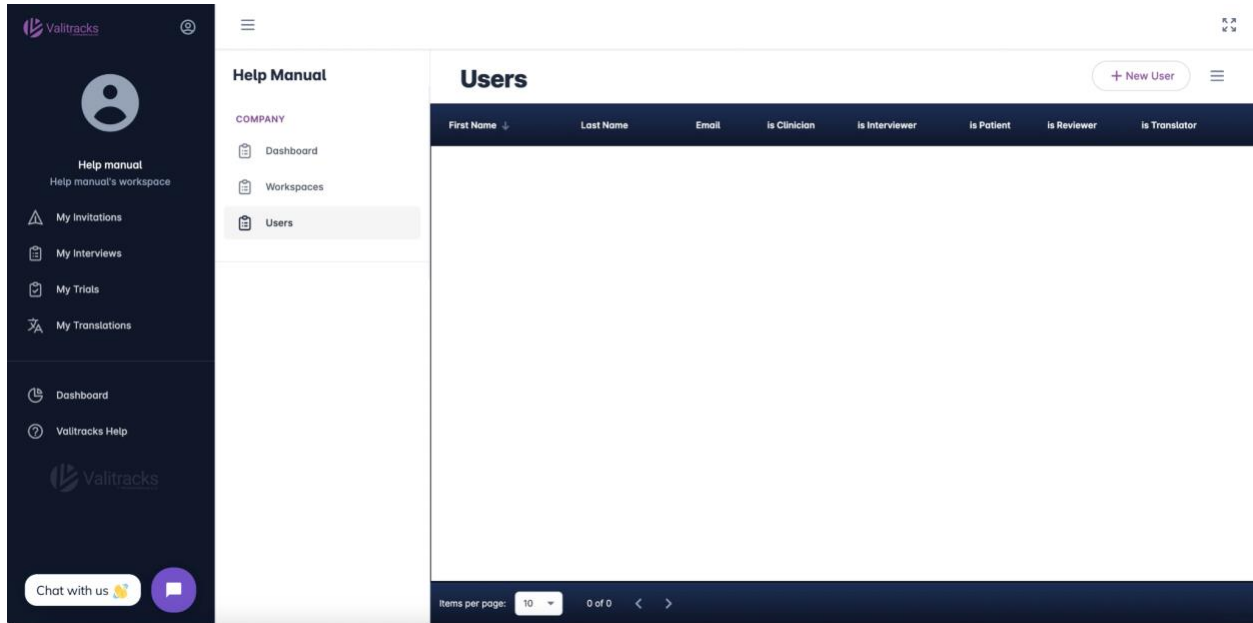 Valitracks
Help manual
Help manual's workspace
My Invitations
My Interviews
My Trials
My Translations
Dashboard
Valitracks Help
Valitracks
Chat with us 👋
Help Manual
COMPANY
Dashboard
Workspaces
Users
Users
+ New User
First Name ↓ Last Name Email is Clinician is Interviewer is Patient is Reviewer is Translator
Items per page: 10 0 of 0